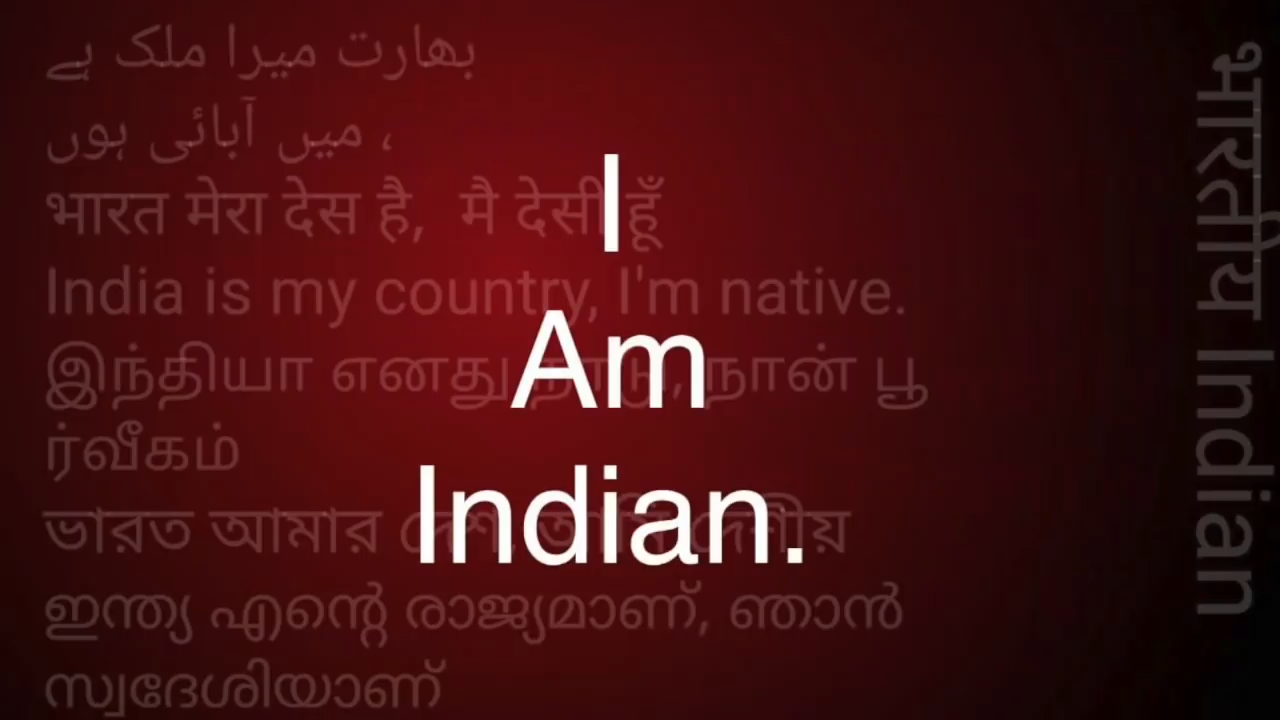 بھارت میرا ملک ہے
، میں آبائی ہوں
भारत मेरा देस है, मै देसी हूँ
India is my country, I'm native.
இந்தியா எனது நாடு, நான் பூ
ர்வீகம்
ভারত আমার দেশ, আমি দেশীয়
ഇന്ത്യ എന്റെ രാജ്യമാണ്, ഞാൻ
സ്വദേശിയാണ്
I
Am
Indian.
भारतीय Indian